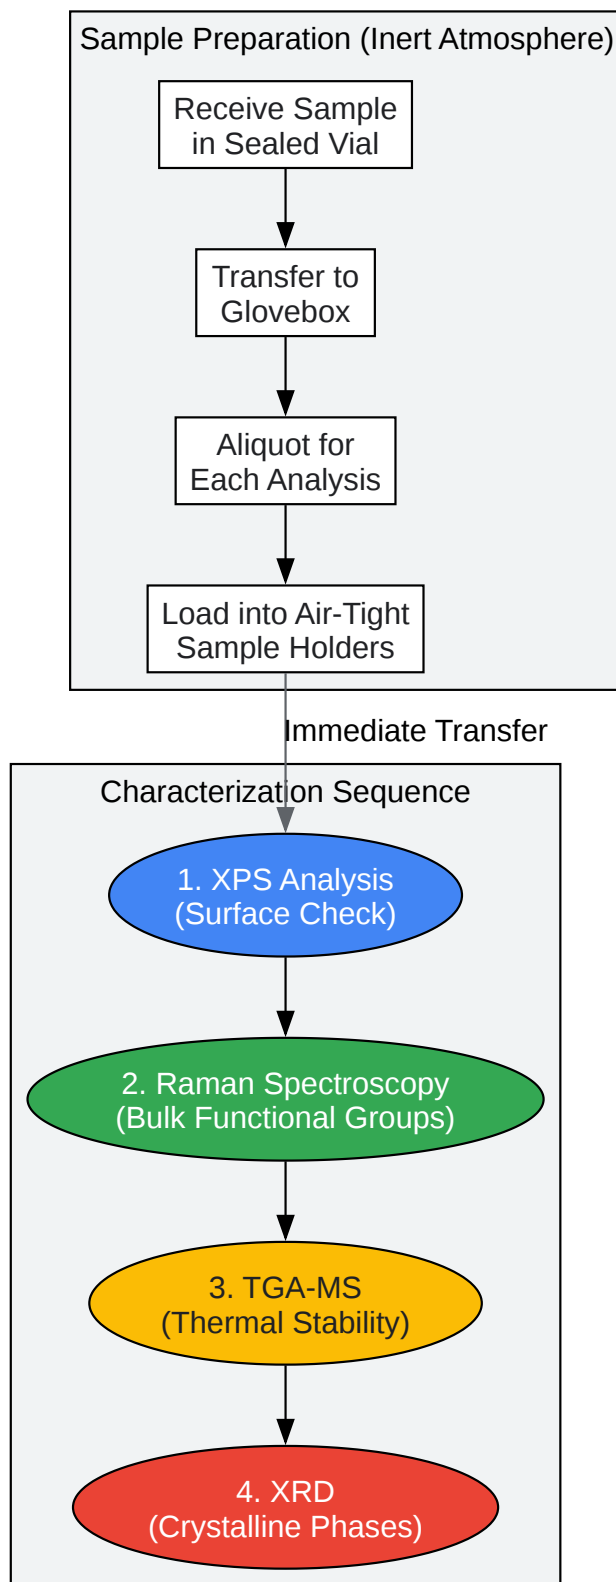 Sample Preparation (Inert Atmosphere)
Receive Sample
in Sealed Vial
Transfer to
Glovebox
Aliquot for
Each Analysis
Load into Air-Tight
Sample Holders
Immediate Transfer
Characterization Sequence
1. XPS Analysis
(Surface Check)
2. Raman Spectroscopy
(Bulk Functional Groups)
3. TGA-MS
(Thermal Stability)
4. XRD
(Crystalline Phases)